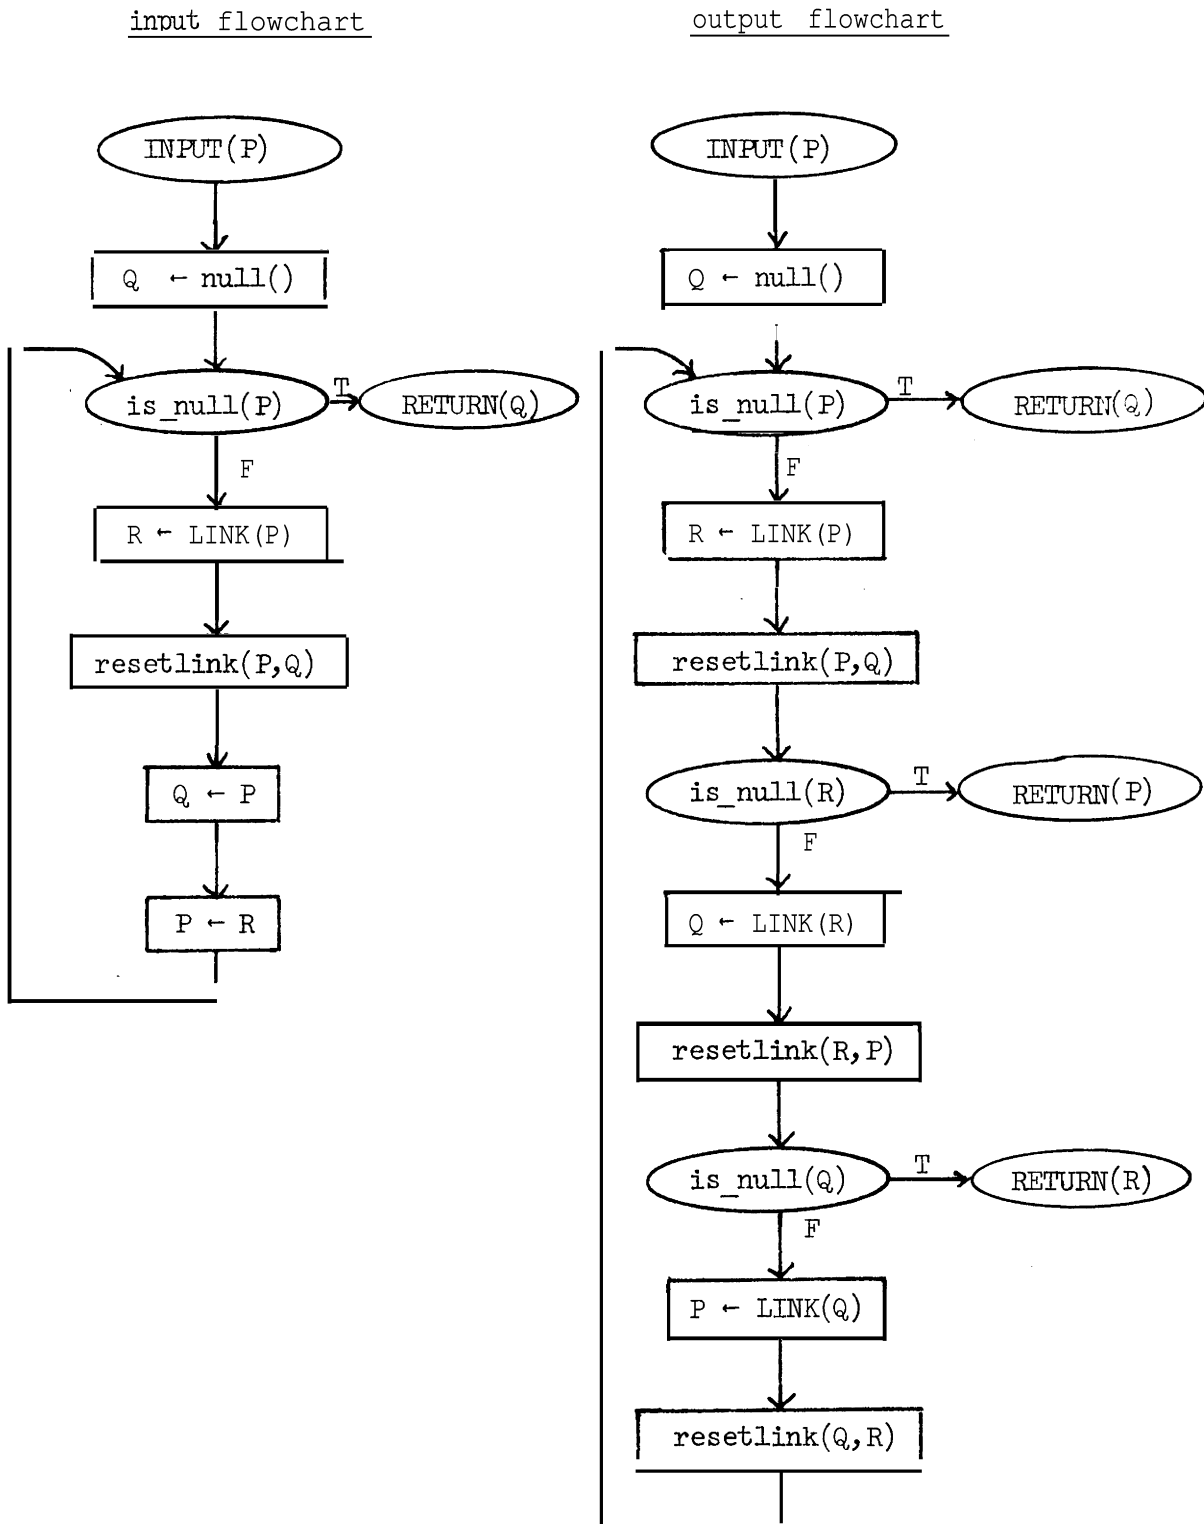 input flowchart
INPUT(P)
Q ← null()
is_null(P)
T
RETURN(Q)
F
R ← LINK(P)
resetlink(P,Q)
Q ← P
P ← R
output flowchart
INPUT(P)
Q ← null()
is_null(P)
T
RETURN(Q)
F
R ← LINK(P)
resetlink(P,Q)
is_null(R)
T
RETURN(P)
F
Q ← LINK(R)
resetlink(R,P)
is_null(Q)
T
RETURN(R)
F
P ← LINK(Q)
resetlink(Q,R)